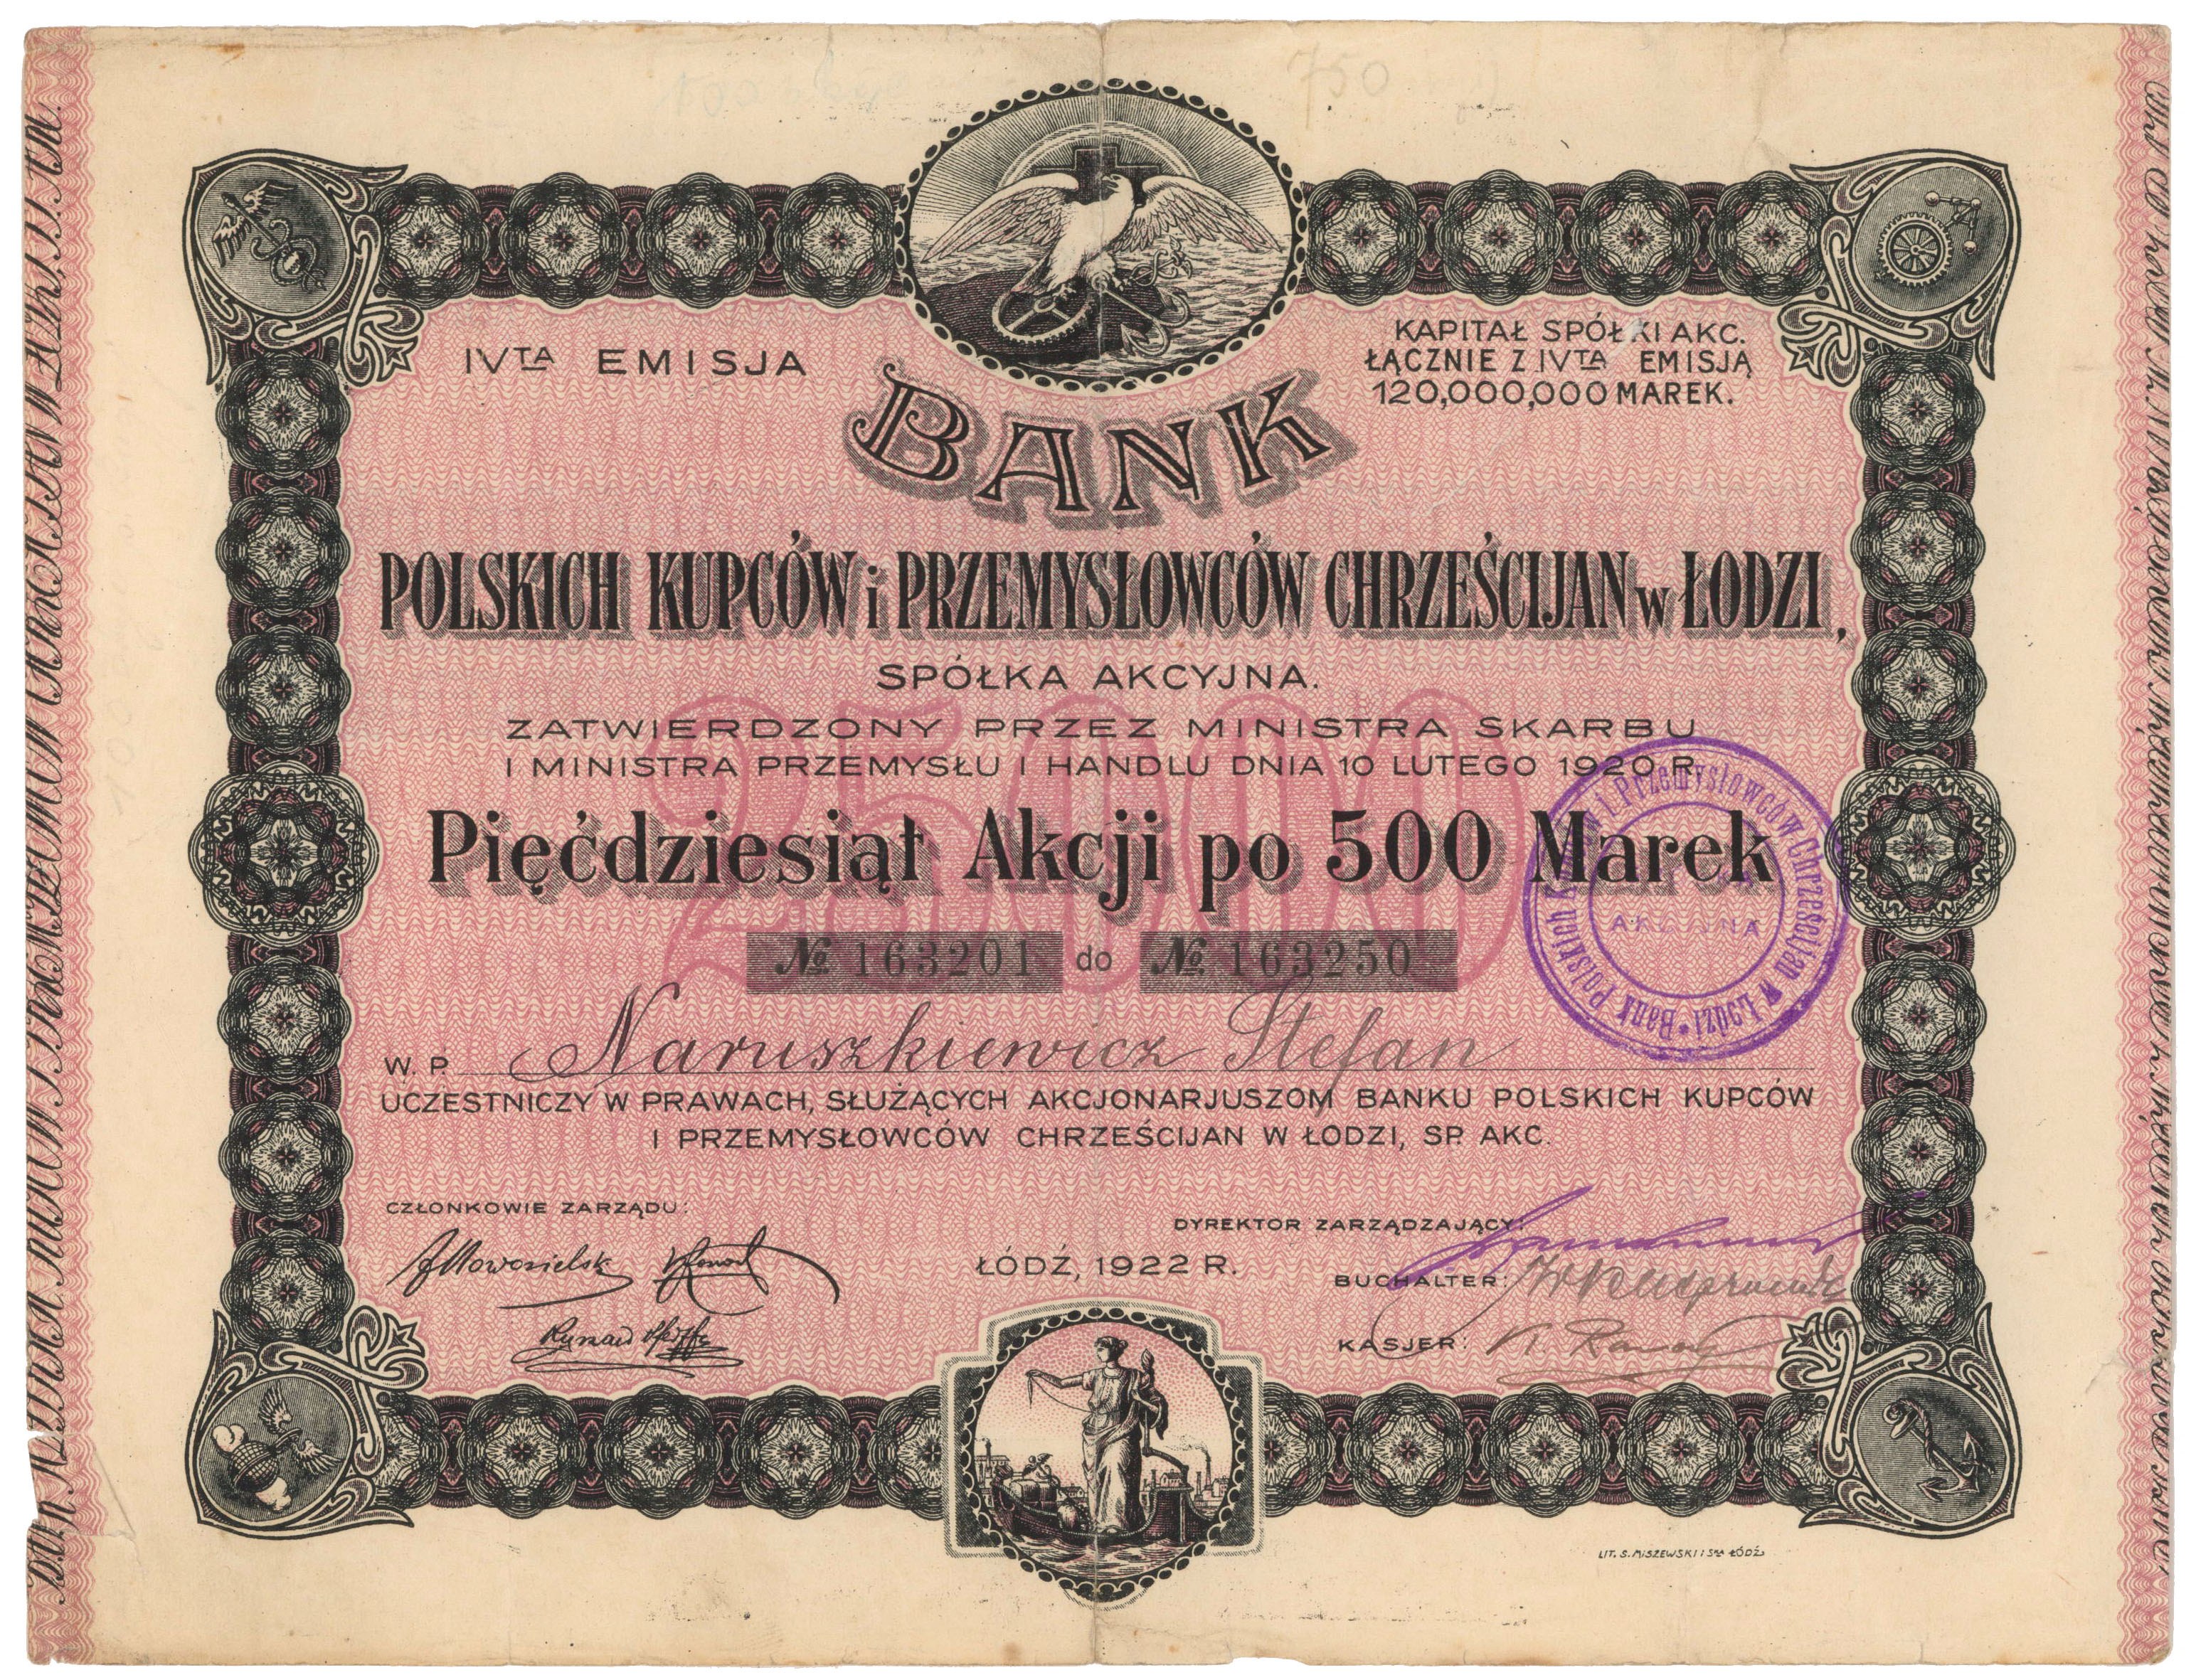 750
IVTA EMISJA
KAPITAŁ SPÓŁKI AKC.
ŁĄCZNIE Z IVTA EMISJĄ
120,000,000 MAREK.
BANK
POLSKICH KUPCÓW i PRZEMYSŁOWCÓW CHRZEŚCIJAN w ŁODZI,
SPÓŁKA AKCYJNA.
25000
ZATWIERDZONY PRZEZ MINISTRA SKARBU
I MINISTRA PRZEMYSŁU I HANDLU DNIA 10 LUTEGO 1920 R.
Pięćdziesiąt Akcji po 500 Marek
№ 163201 do № 163250
Bank Polskich Kupców i Przemysłowców Chrześcijan w Łodzi
AKCYJNA
W. P. Naruszkiewicz Stefan
UCZESTNICZY W PRAWACH, SŁUŻĄCYCH AKCJONARJUSZOM BANKU POLSKICH KUPCÓW
I PRZEMYSŁOWCÓW CHRZEŚCIJAN W ŁODZI, SP. AKC.
CZŁONKOWIE ZARZĄDU:
DYREKTOR ZARZĄDZAJĄCY:
ŁÓDŹ, 1922 R.
BUCHALTER:
KASJER:
LIT. S. MISZEWSKI i SKA ŁÓDŹ